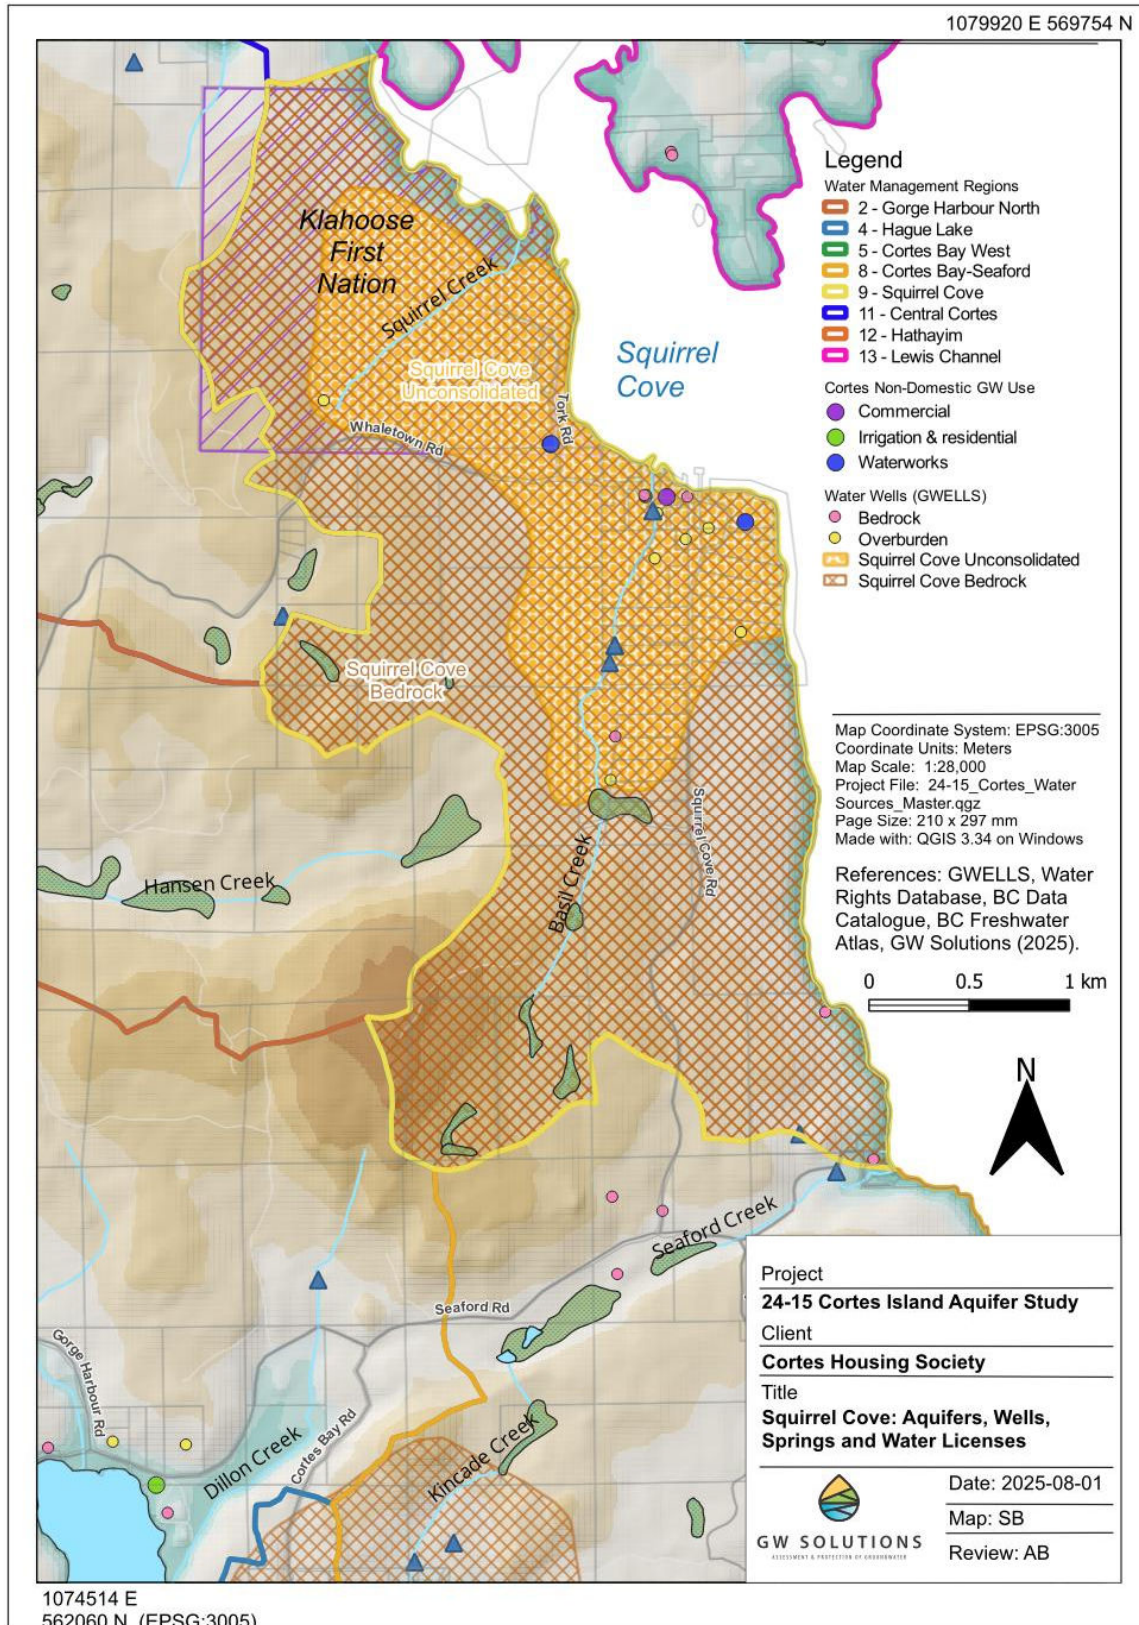 1079920 E 569754 N
Legend
Water Management Regions
2 - Gorge Harbour North
4 - Hague Lake
5 - Cortes Bay West
8 - Cortes Bay-Seaford
9 - Squirrel Cove
11 - Central Cortes
12 - Hathayim
13 - Lewis Channel
Cortes Non-Domestic GW Use
Commercial
Irrigation & residential
Waterworks
Water Wells (GWELLS)
Bedrock
Overburden
Squirrel Cove Unconsolidated
Squirrel Cove Bedrock
Klahoose
First
Nation
Squirrel Creek
Squirrel Cove
Unconsolidated
Squirrel
Cove
Tork Rd
Whaletown Rd
Squirrel Cove
Bedrock
Squirrel Cove Rd
Basil Creek
Hansen Creek
Seaford Creek
Seaford Rd
Gorge Harbour Rd
Cortes Bay Rd
Dillon Creek
Kincade Creek
Map Coordinate System: EPSG:3005
Coordinate Units: Meters
Map Scale: 1:28,000
Project File: 24-15_Cortes_Water
Sources_Master.qgz
Page Size: 210 x 297 mm
Made with: QGIS 3.34 on Windows
References: GWELLS, Water
Rights Database, BC Data
Catalogue, BC Freshwater
Atlas, GW Solutions (2025).
0 0.5 1 km
N
Project
24-15 Cortes Island Aquifer Study
Client
Cortes Housing Society
Title
Squirrel Cove: Aquifers, Wells,
Springs and Water Licenses
GW SOLUTIONS
ASSESSMENT & PROTECTION OF GROUNDWATER
Date: 2025-08-01
Map: SB
Review: AB
1074514 E
562060 N (EPSG:3005)